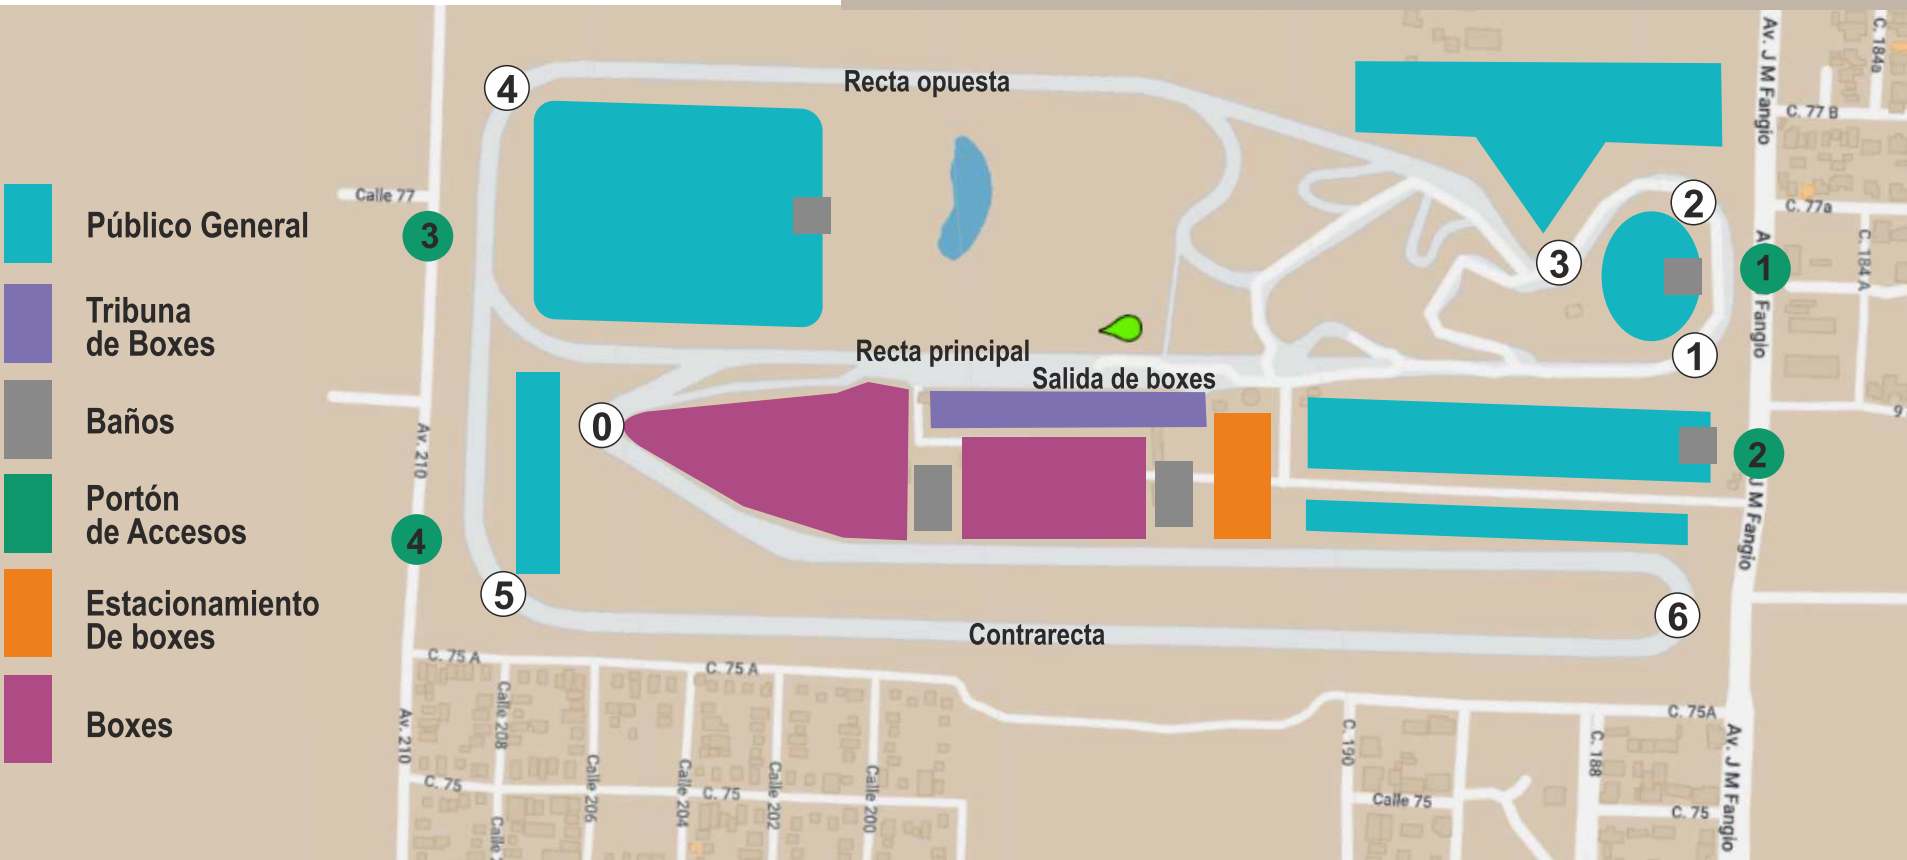 Público General
Tribuna
de Boxes
Baños
Portón
de Accesos
Estacionamiento
De boxes
Boxes
Recta opuesta
Recta principal
Salida de boxes
Contrarecta
4
2
3
1
0
5
6
3
4
1
2
Calle 77
Av. 210
Av. 210
C. 75 A
C. 75 A
C. 75
C. 75
Calle 208
Calle 206
Calle 204
Calle 202
Calle 200
C. 190
C. 188
C. 75A
Calle 75
C. 75
Av. J M Fangio
C. 184a
C. 77 B
C. 77a
C. 184 A
Fangio
J M Fangio
Av. J M Fangio
9
Calle